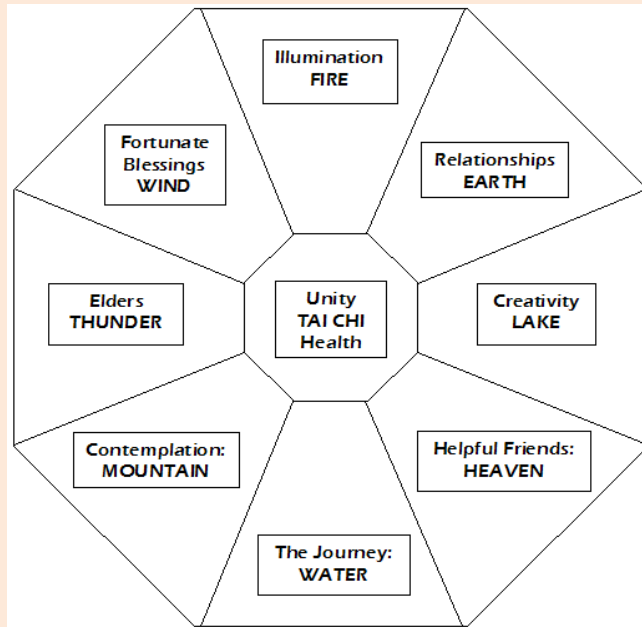 Illumination
FIRE
Fortunate
Blessings
WIND
Relationships
EARTH
Elders
THUNDER
Unity
TAI CHI
Health
Creativity
LAKE
Contemplation:
MOUNTAIN
Helpful Friends:
HEAVEN
The Journey:
WATER